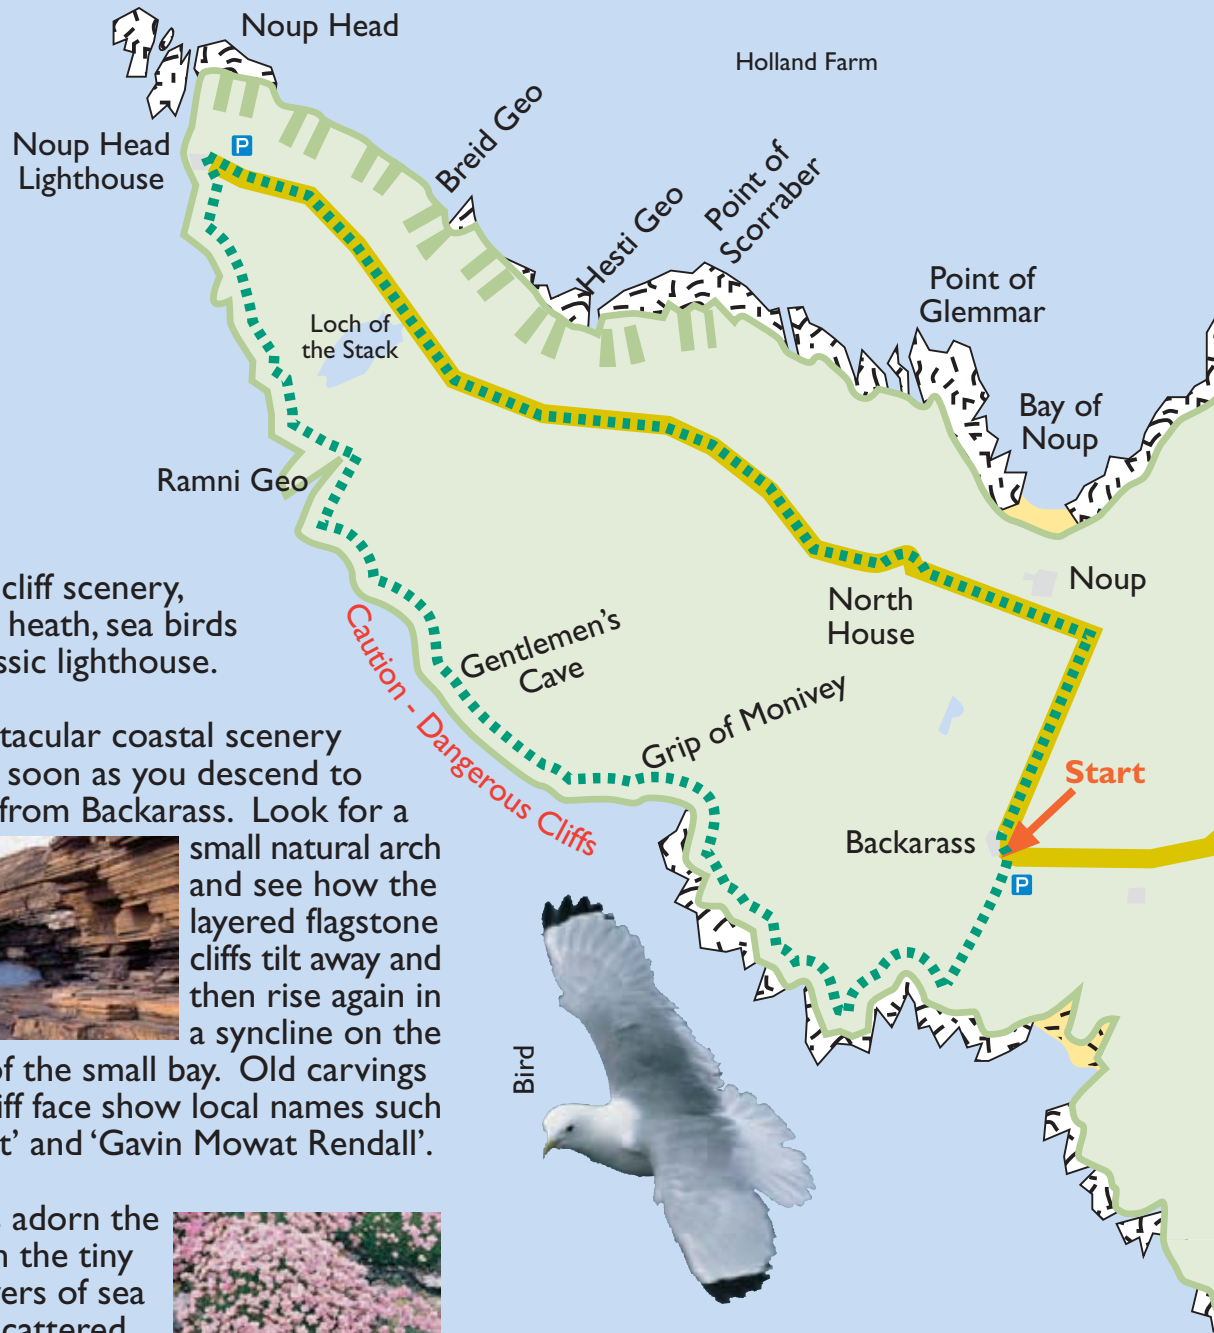 Noup Head
Holland Farm
Noup Head
Lighthouse
P
Breid Geo
Hesti Geo
Point of
Scorraber
Point of
Glemmar
Loch of
the Stack
Bay of
Noup
Ramni Geo
Noup
North
House
Gentlemen's
Cave
Grip of Monivey
Caution - Dangerous Cliffs
Start
Backarass
P
cliff scenery,
heath, sea birds
lighthouse.
coastal scenery
soon as you descend to
from Backarass. Look for a
small natural arch
and see how the
layered flagstone
cliffs tilt away and
then rise again in
a syncline on the
of the small bay. Old carvings
face show local names such
and ‘Gavin Mowat Rendall’.
adorn the
the tiny
of sea
Bird